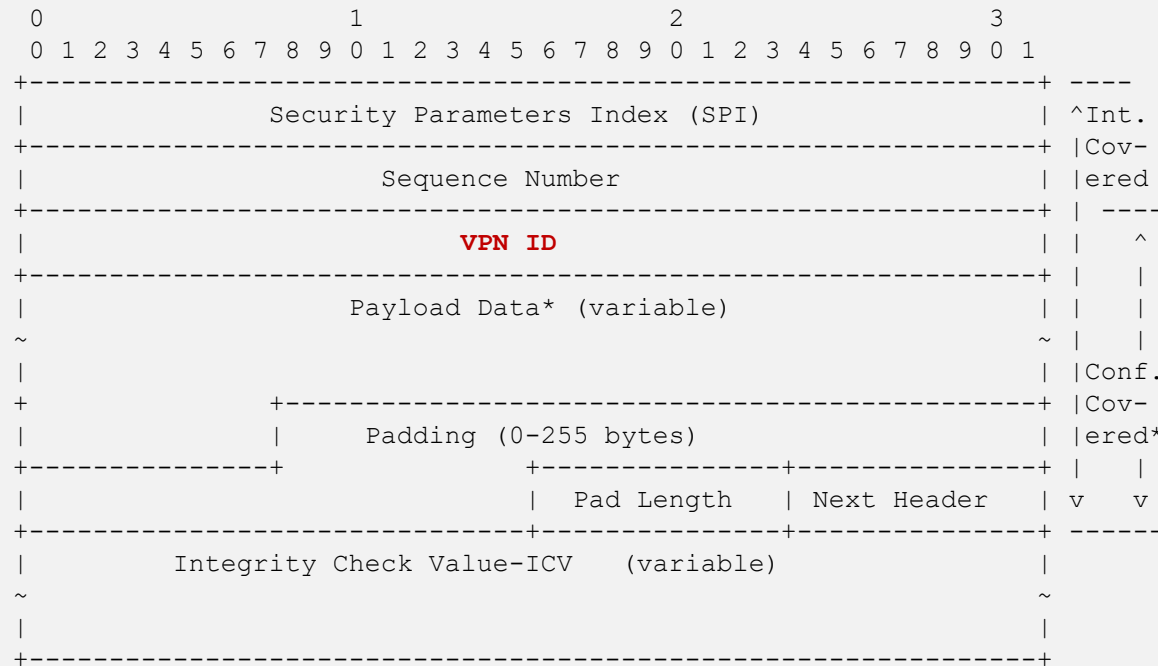 0                   1                   2                   3
 0 1 2 3 4 5 6 7 8 9 0 1 2 3 4 5 6 7 8 9 0 1 2 3 4 5 6 7 8 9 0 1
+---------------------------------------------------------------+ ----
|               Security Parameters Index (SPI)                 | ^Int.
+---------------------------------------------------------------+ |Cov-
|                      Sequence Number                          | |ered
+---------------------------------------------------------------+ | ----
|                           VPN ID                              | |   ^
+---------------------------------------------------------------+ |   |
|                    Payload Data* (variable)                   | |   |
~                                                               ~ |   |
|                                                               | |Conf.
+               +-----------------------------------------------+ |Cov-
|               |     Padding (0-255 bytes)                     | |ered*
+---------------+               +---------------+---------------+ |   |
|                               |  Pad Length   | Next Header   | v   v
+-------------------------------+---------------+---------------+ ------
|         Integrity Check Value-ICV   (variable)                |
~                                                               ~
|                                                               |
+---------------------------------------------------------------+